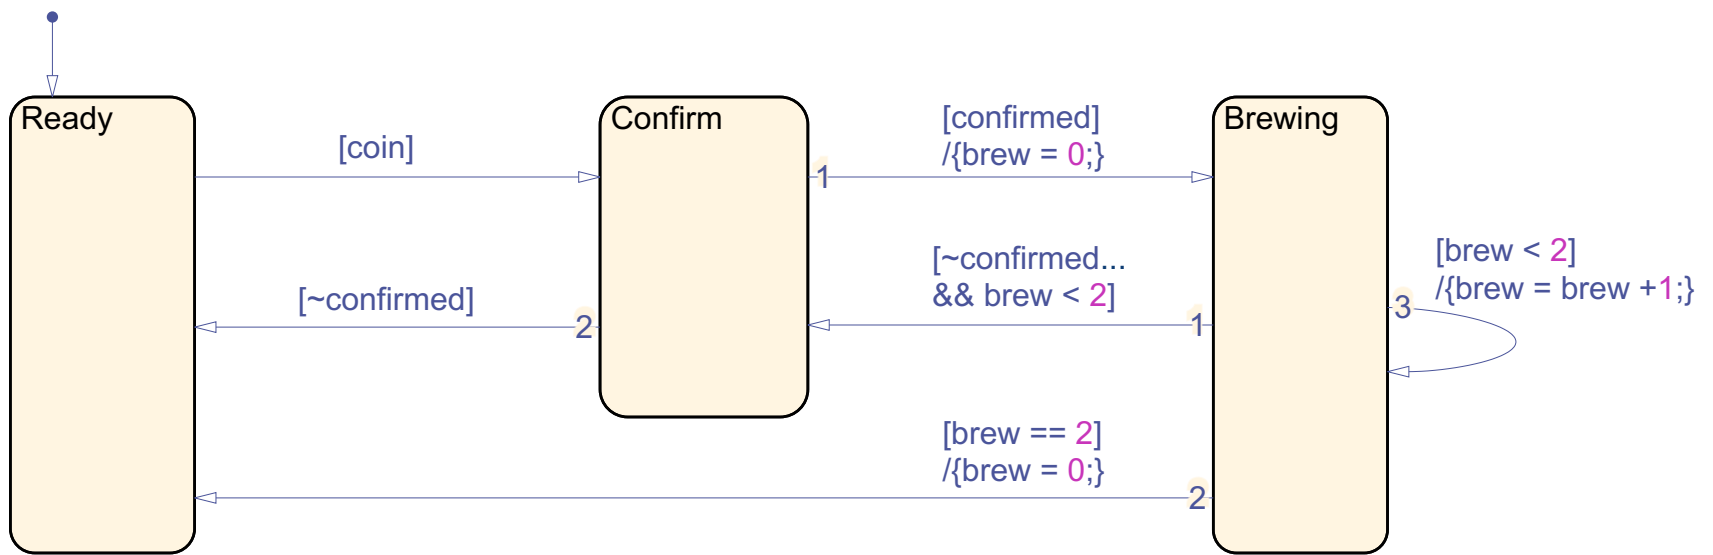 Ready
Confirm
Brewing
[coin]
[confirmed]
/{brew = 0;}
1
[~confirmed...
&& brew < 2]
[brew < 2]
/{brew = brew +1;}
[~confirmed]
2
1
3
[brew == 2]
/{brew = 0;}
2